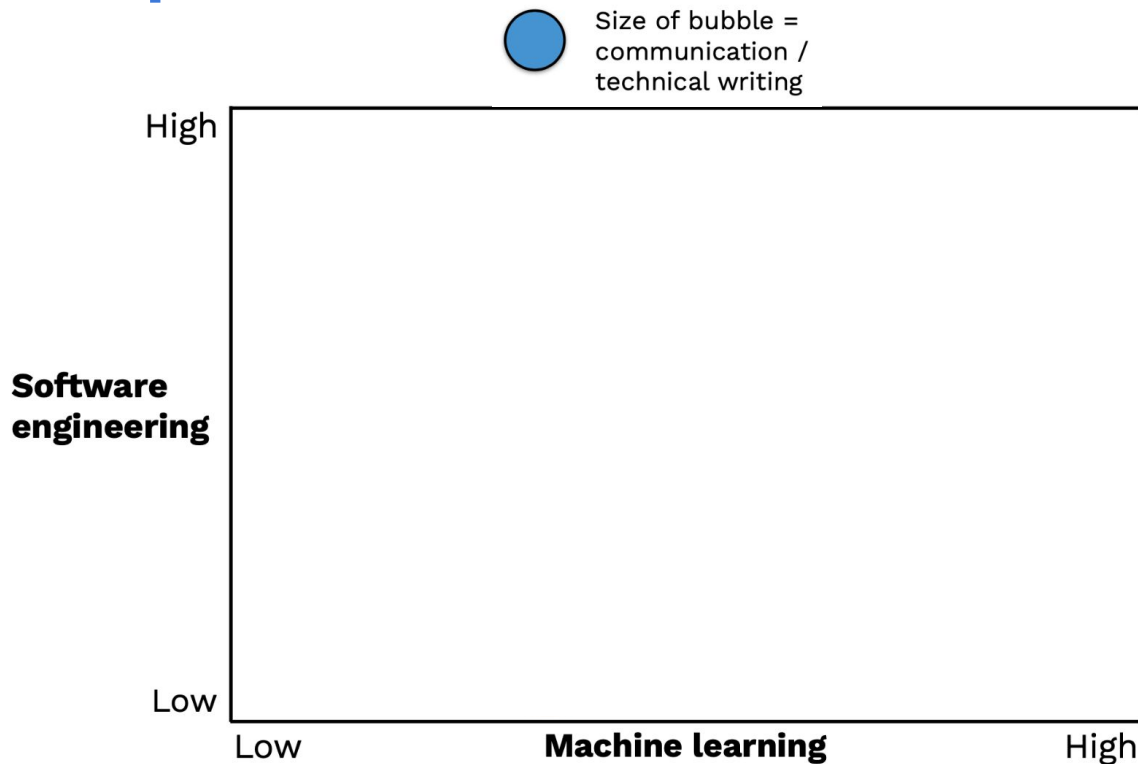 Size of bubble =
communication /
technical writing
High
Software
engineering
Low
Low
Machine learning
High